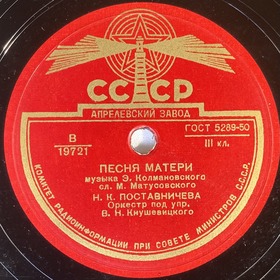 СССР
АПРЕЛЕВСКИЙ ЗАВОД
В
19721
ГОСТ 5289-50
III кл.
ПЕСНЯ МАТЕРИ
музыка Э. Колмановского
сл. М. Матусовского
Н. К. ПОСТАВНИЧЕВА
Оркестр под упр.
В. Н. Кнушевицкого
КОМИТЕТ РАДИОИНФОРМАЦИИ ПРИ СОВЕТЕ МИНИСТРОВ С.С.С.Р.